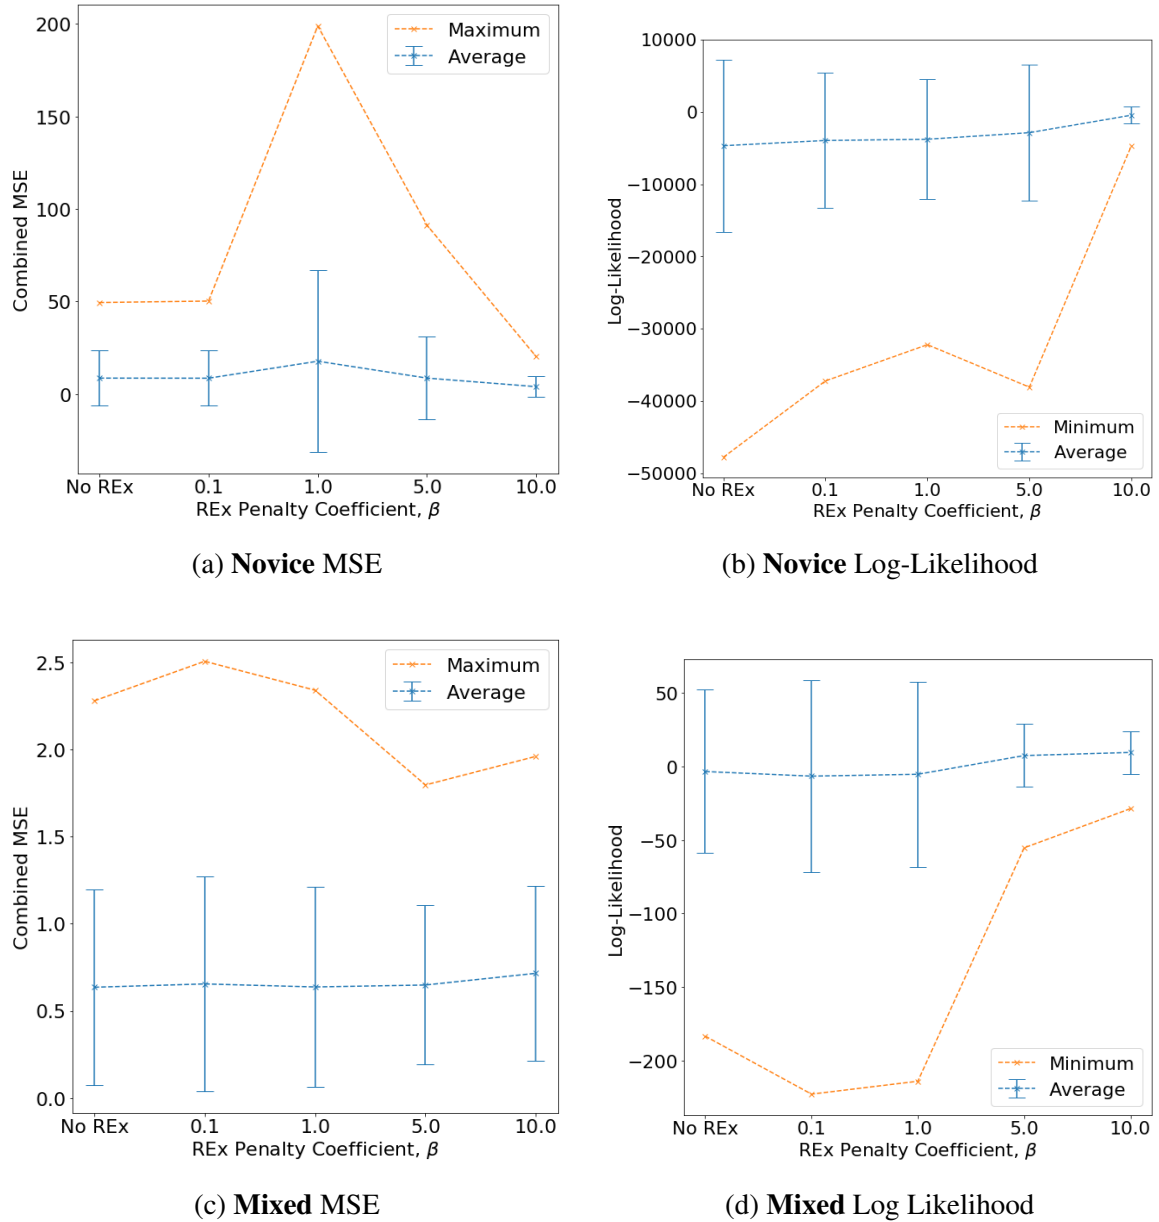 200
150
100
50
0
Combined MSE
Maximum
Average
No REx 0.1 1.0 5.0 10.0
REx Penalty Coefficient, β
(a) Novice MSE
10000
0
−10000
−20000
−30000
−40000
−50000
Log-Likelihood
Minimum
Average
No REx 0.1 1.0 5.0 10.0
REx Penalty Coefficient, β
(b) Novice Log-Likelihood
2.5
2.0
1.5
1.0
0.5
0.0
Combined MSE
Maximum
Average
No REx 0.1 1.0 5.0 10.0
REx Penalty Coefficient, β
(c) Mixed MSE
50
0
−50
−100
−150
−200
Log-Likelihood
Minimum
Average
No REx 0.1 1.0 5.0 10.0
REx Penalty Coefficient, β
(d) Mixed Log Likelihood